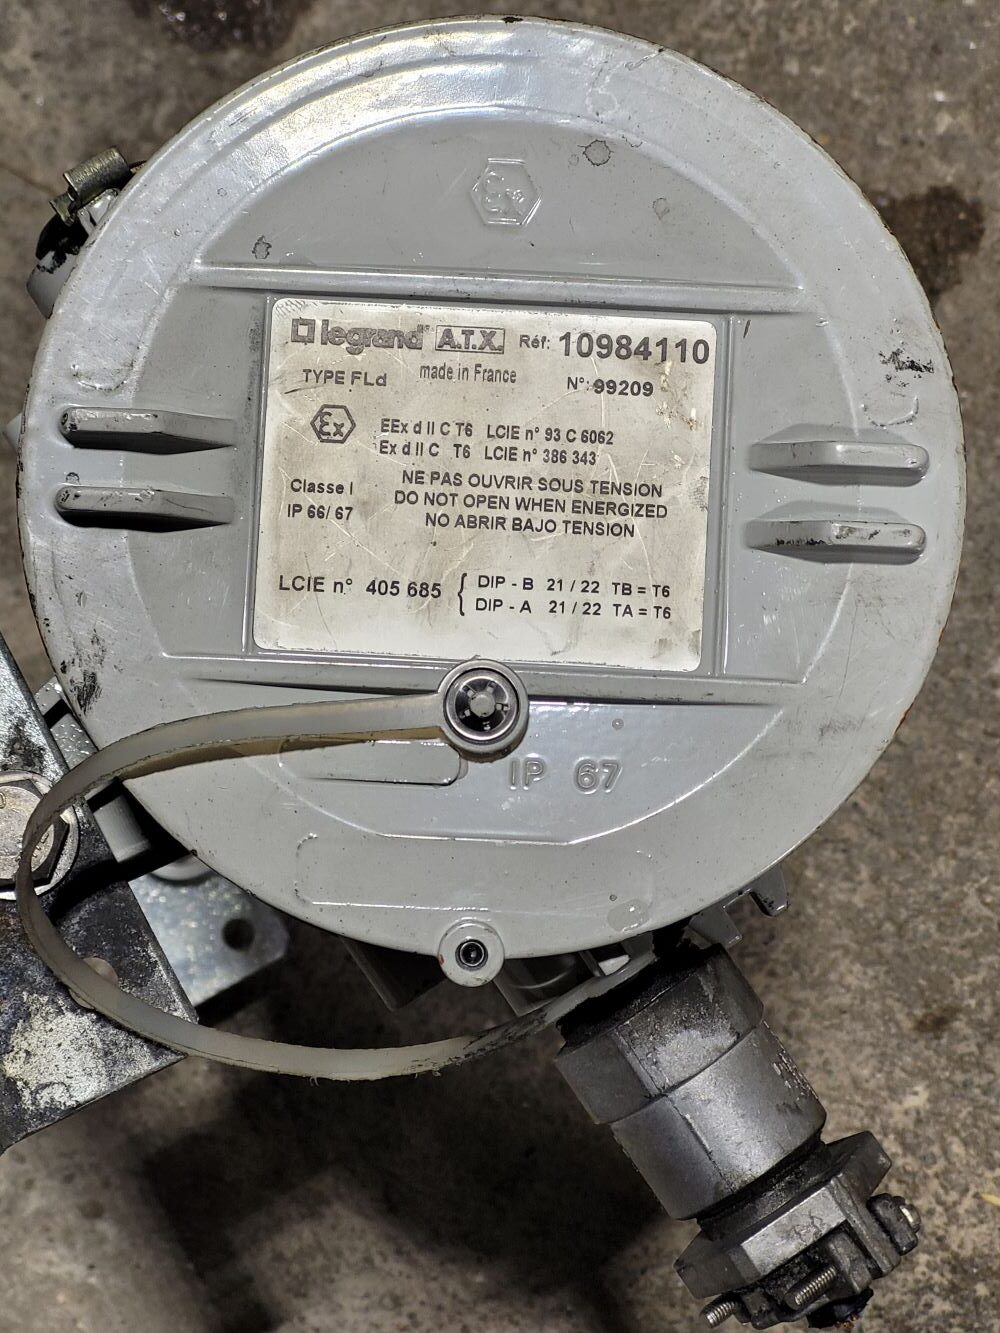 εx
legrand® A.T.X. Réf: 10984110
TYPE FLd made in France N°: 99209
εx EEx d II C T6 LCIE n° 93 C 6062
Ex d II C T6 LCIE n° 386 343
Classe I NE PAS OUVRIR SOUS TENSION
IP 66/ 67 DO NOT OPEN WHEN ENERGIZED
NO ABRIR BAJO TENSION
LCIE n° 405 685 { DIP - B 21 / 22 TB = T6
DIP - A 21 / 22 TA = T6
IP 67